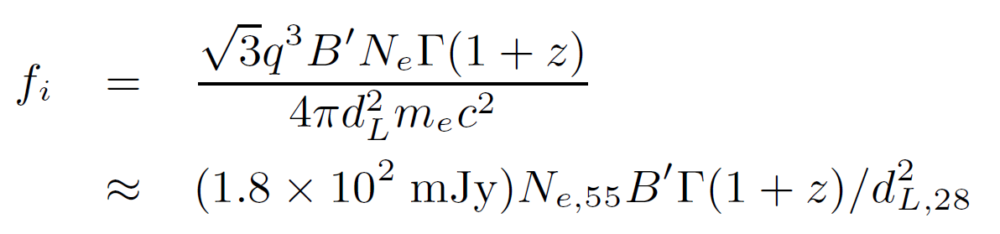 f_i = \frac{\sqrt{3}q^3 B' N_e \Gamma(1+z)}{4\pi d_L^2 m_e c^2}
\approx (1.8 \times 10^2 mJy) N_{e,55} B' \Gamma(1+z)/d_{L,28}^2